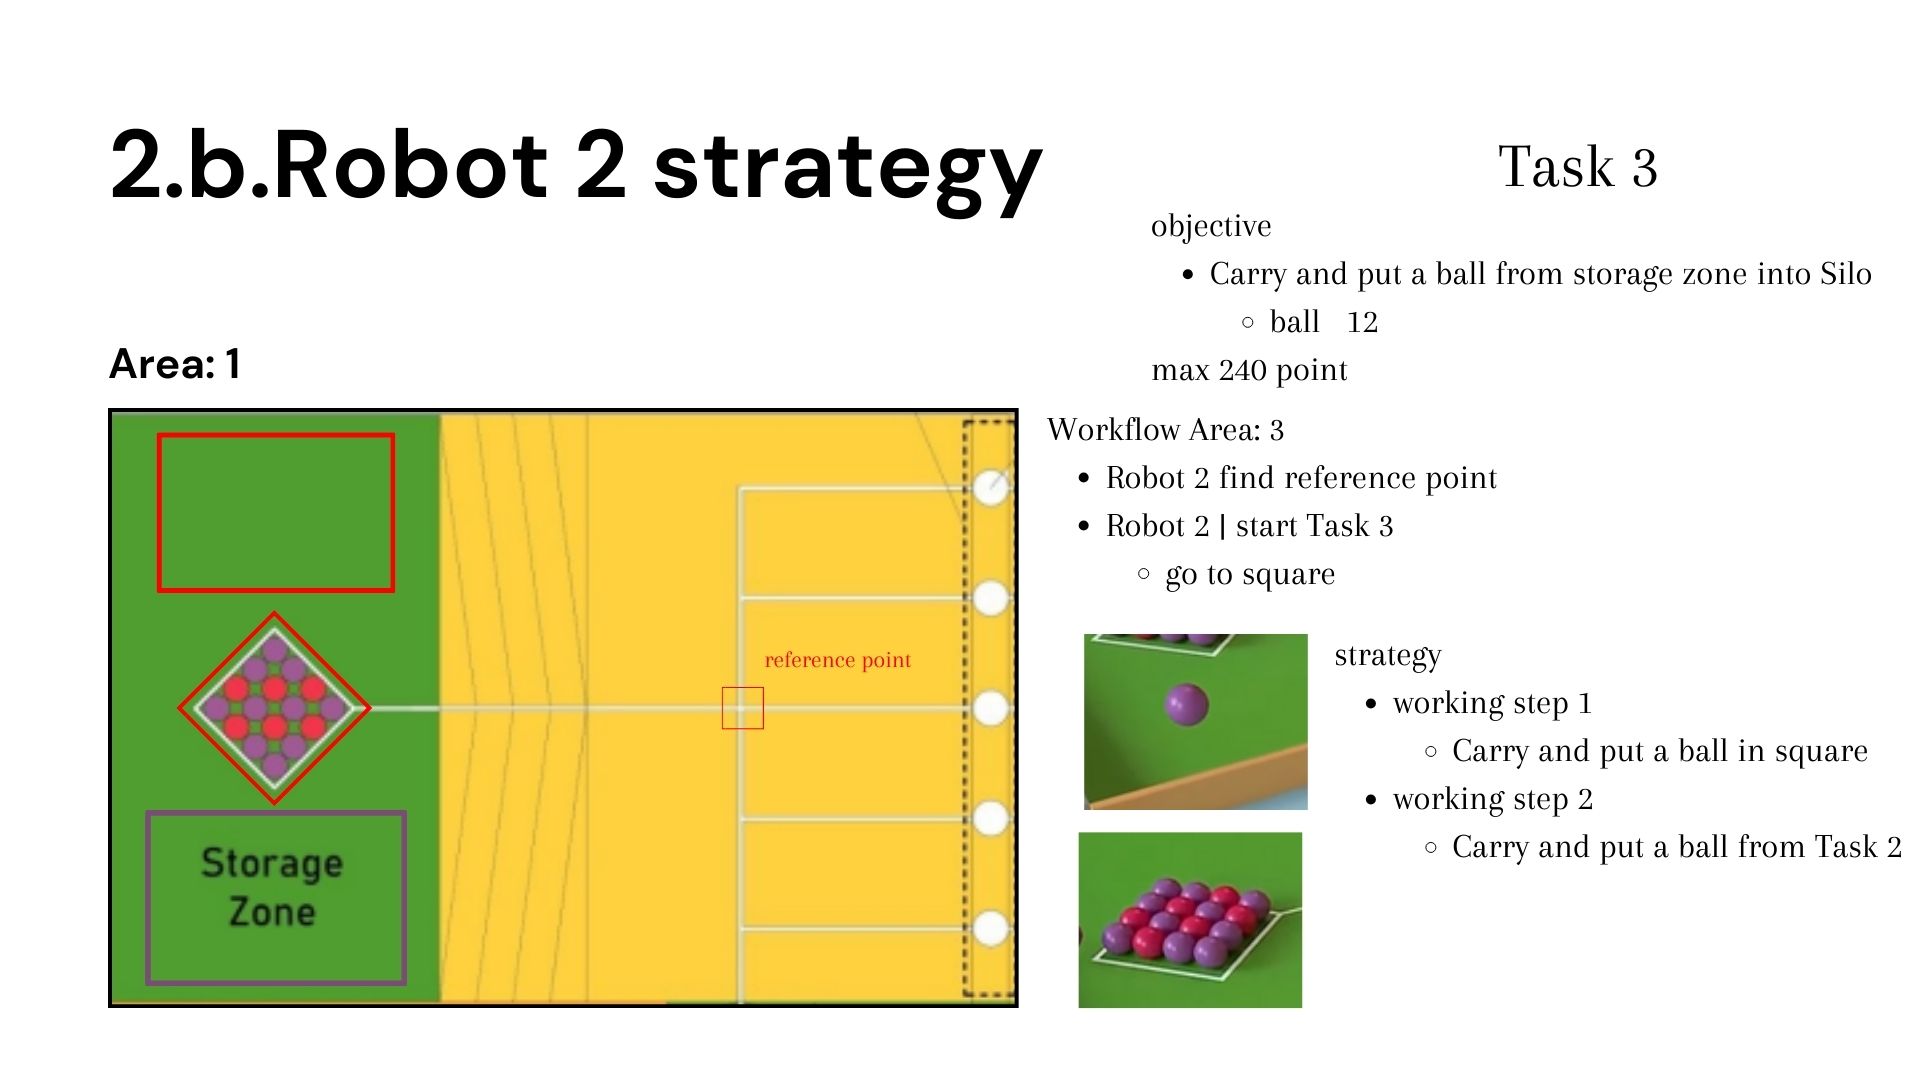 2.b.Robot 2 strategy
Area: 1
reference point
Storage
Zone
Task 3
objective
Carry and put a ball from storage zone into Silo
ball 12
max 240 point
Workflow Area: 3
Robot 2 find reference point
Robot 2 | start Task 3
go to square
strategy
working step 1
Carry and put a ball in square
working step 2
Carry and put a ball from Task 2